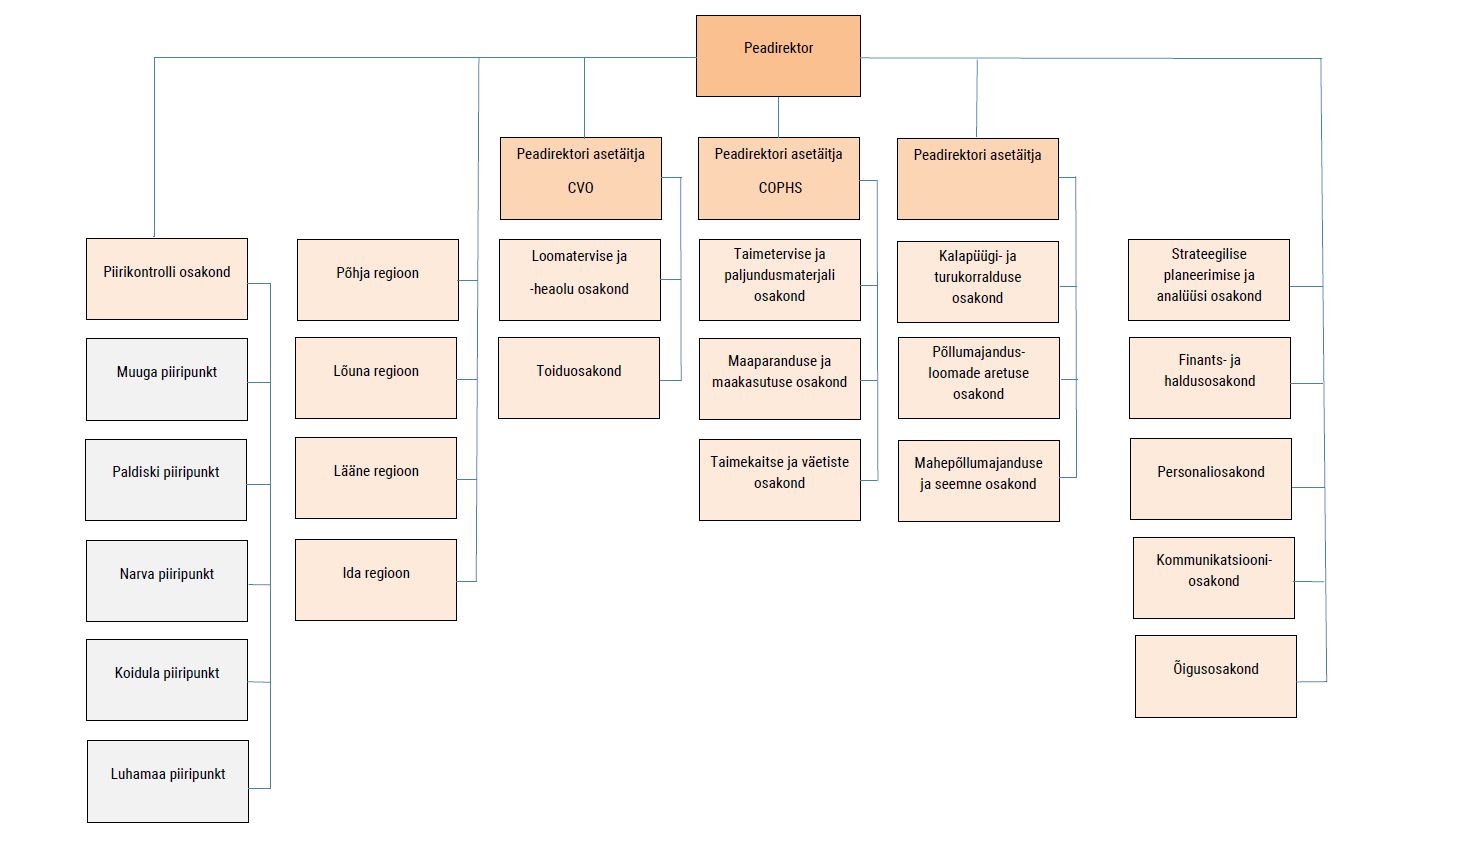 Peadirektor
Peadirektori asetäitja
CVO
Peadirektori asetäitja
COPHS
Peadirektori asetäitja
Piirikontrolli osakond
Muuga piiripunkt
Paldiski piiripunkt
Narva piiripunkt
Koidula piiripunkt
Luhamaa piiripunkt
Põhja regioon
Lõuna regioon
Lääne regioon
Ida regioon
Loomatervise ja
-heaolu osakond
Toiduosakond
Taimetervise ja
paljundusmaterjali
osakond
Maaparanduse ja
maakasutuse osakond
Taimekaitse ja väetiste
osakond
Kalapüügi- ja
turukorralduse
osakond
Põllumajandus-
loomade aretuse
osakond
Mahepõllumajanduse
ja seemne osakond
Strateegilise
planeerimise ja
analüüsi osakond
Finants- ja
haldusosakond
Personaliosakond
Kommunikatsiooni-
osakond
Õigusosakond